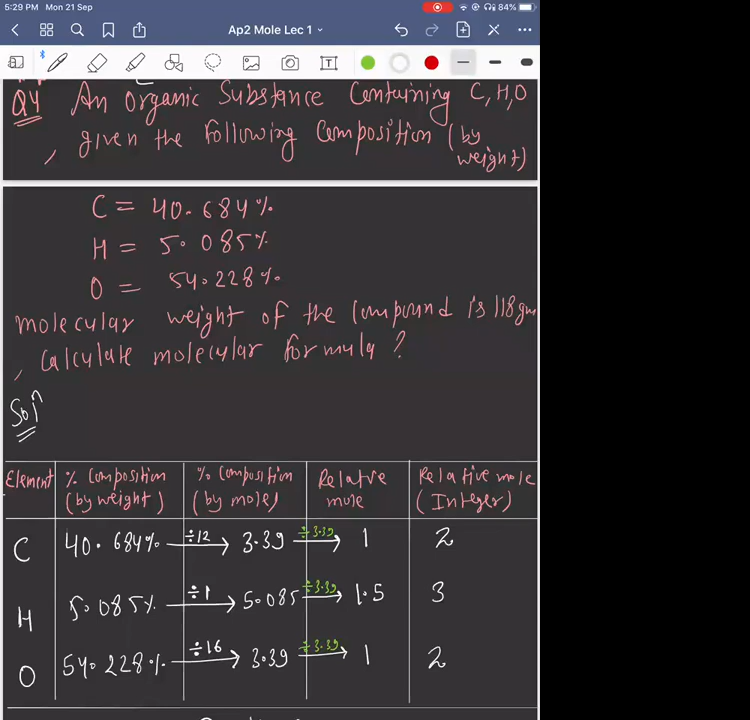 5:29 PM Mon 21 Sep
84%
Ap2 Mole Lec 1
Q4 An Organic Substance Containing C, H, O
, given the following composition (by weight)
C = 40.684%
H = 5.085%
O = 54.228%
molecular weight of the compound is 118gm
, calculate molecular formula?
Sol^n
Element % Composition (by weight) % Composition (by mole) Relative mole Relative mole (Integer)
C 40.684% ÷12 3.39 ÷3.39 1 2
H 5.085% ÷1 5.085 ÷3.39 1.5 3
O 54.228% ÷16 3.39 ÷3.39 1 2